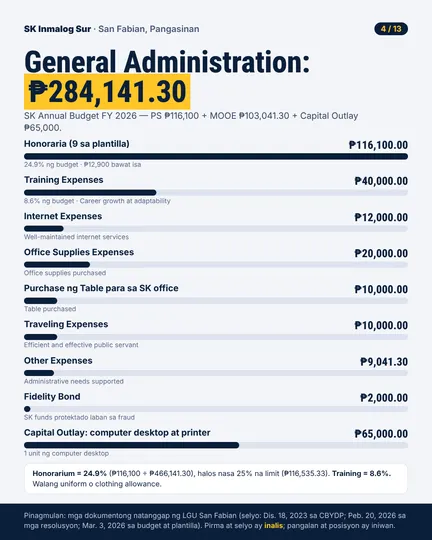 SK Inmalog Sur · San Fabian, Pangasinan
4 / 13
General Administration:
₱284,141.30
SK Annual Budget FY 2026 — PS ₱116,100 + MOOE ₱103,041.30 + Capital Outlay
₱65,000.
Honoraria (9 sa plantilla) ₱116,100.00
24.9% ng budget · ₱12,900 bawat isa
Training Expenses ₱40,000.00
8.6% ng budget · Career growth at adaptability
Internet Expenses ₱12,000.00
Well-maintained internet services
Office Supplies Expenses ₱20,000.00
Office supplies purchased
Purchase ng Table para sa SK office ₱10,000.00
Table purchased
Traveling Expenses ₱10,000.00
Efficient and effective public servant
Other Expenses ₱9,041.30
Administrative needs supported
Fidelity Bond ₱2,000.00
SK funds protektado laban sa fraud
Capital Outlay: computer desktop at printer ₱65,000.00
1 unit ng computer desktop
Honorarium = 24.9% (₱116,100 ÷ ₱466,141.30), halos nasa 25% na limit (₱116,535.33). Training = 8.6%.
Walang uniform o clothing allowance.
Pinagmulan: mga dokumentong natanggap ng LGU San Fabian (selyo: Dis. 18, 2023 sa CBYDP; Peb. 20, 2026 sa
mga resolusyon; Mar. 3, 2026 sa budget at plantilla). Pirma at selyo ay inalis; pangalan at posisyon ay iniwan.